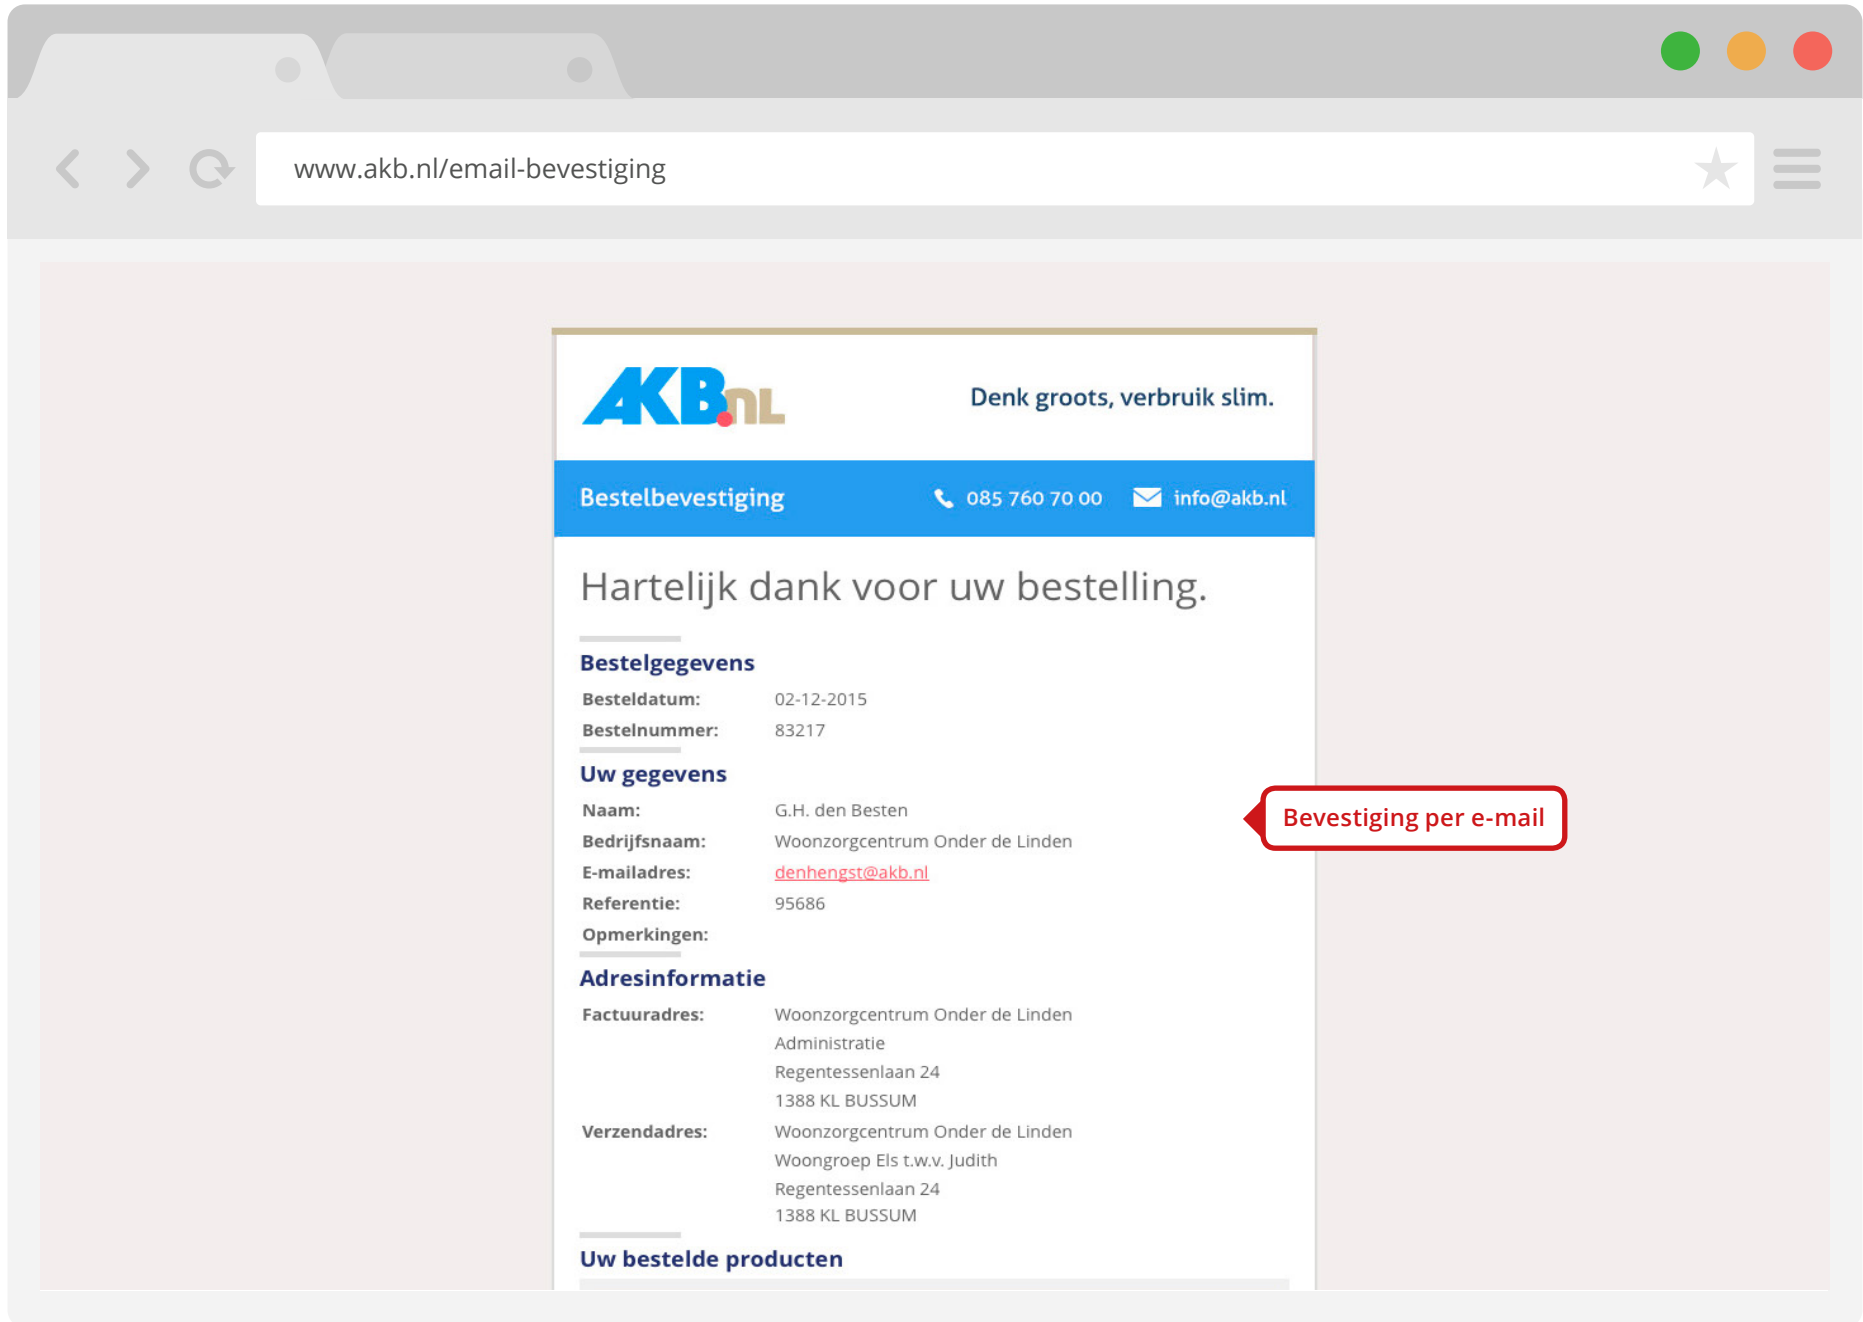 www.akb.nl/email-bevestiging
AKB.nL
Denk groots, verbruik slim.
Bestelbevestiging 085 760 70 00 info@akb.nl
Hartelijk dank voor uw bestelling.
Bestelgegevens
Besteldatum: 02-12-2015
Bestelnummer: 83217
Uw gegevens
Naam: G.H. den Besten
Bedrijfsnaam: Woonzorgcentrum Onder de Linden
E-mailadres: denhengst@akb.nl
Referentie: 95686
Opmerkingen:
Bevestiging per e-mail
Adresinformatie
Factuuradres: Woonzorgcentrum Onder de Linden
Administratie
Regentessenlaan 24
1388 KL BUSSUM
Verzendadres: Woonzorgcentrum Onder de Linden
Woongroep Els t.w.v. Judith
Regentessenlaan 24
1388 KL BUSSUM
Uw bestelde producten